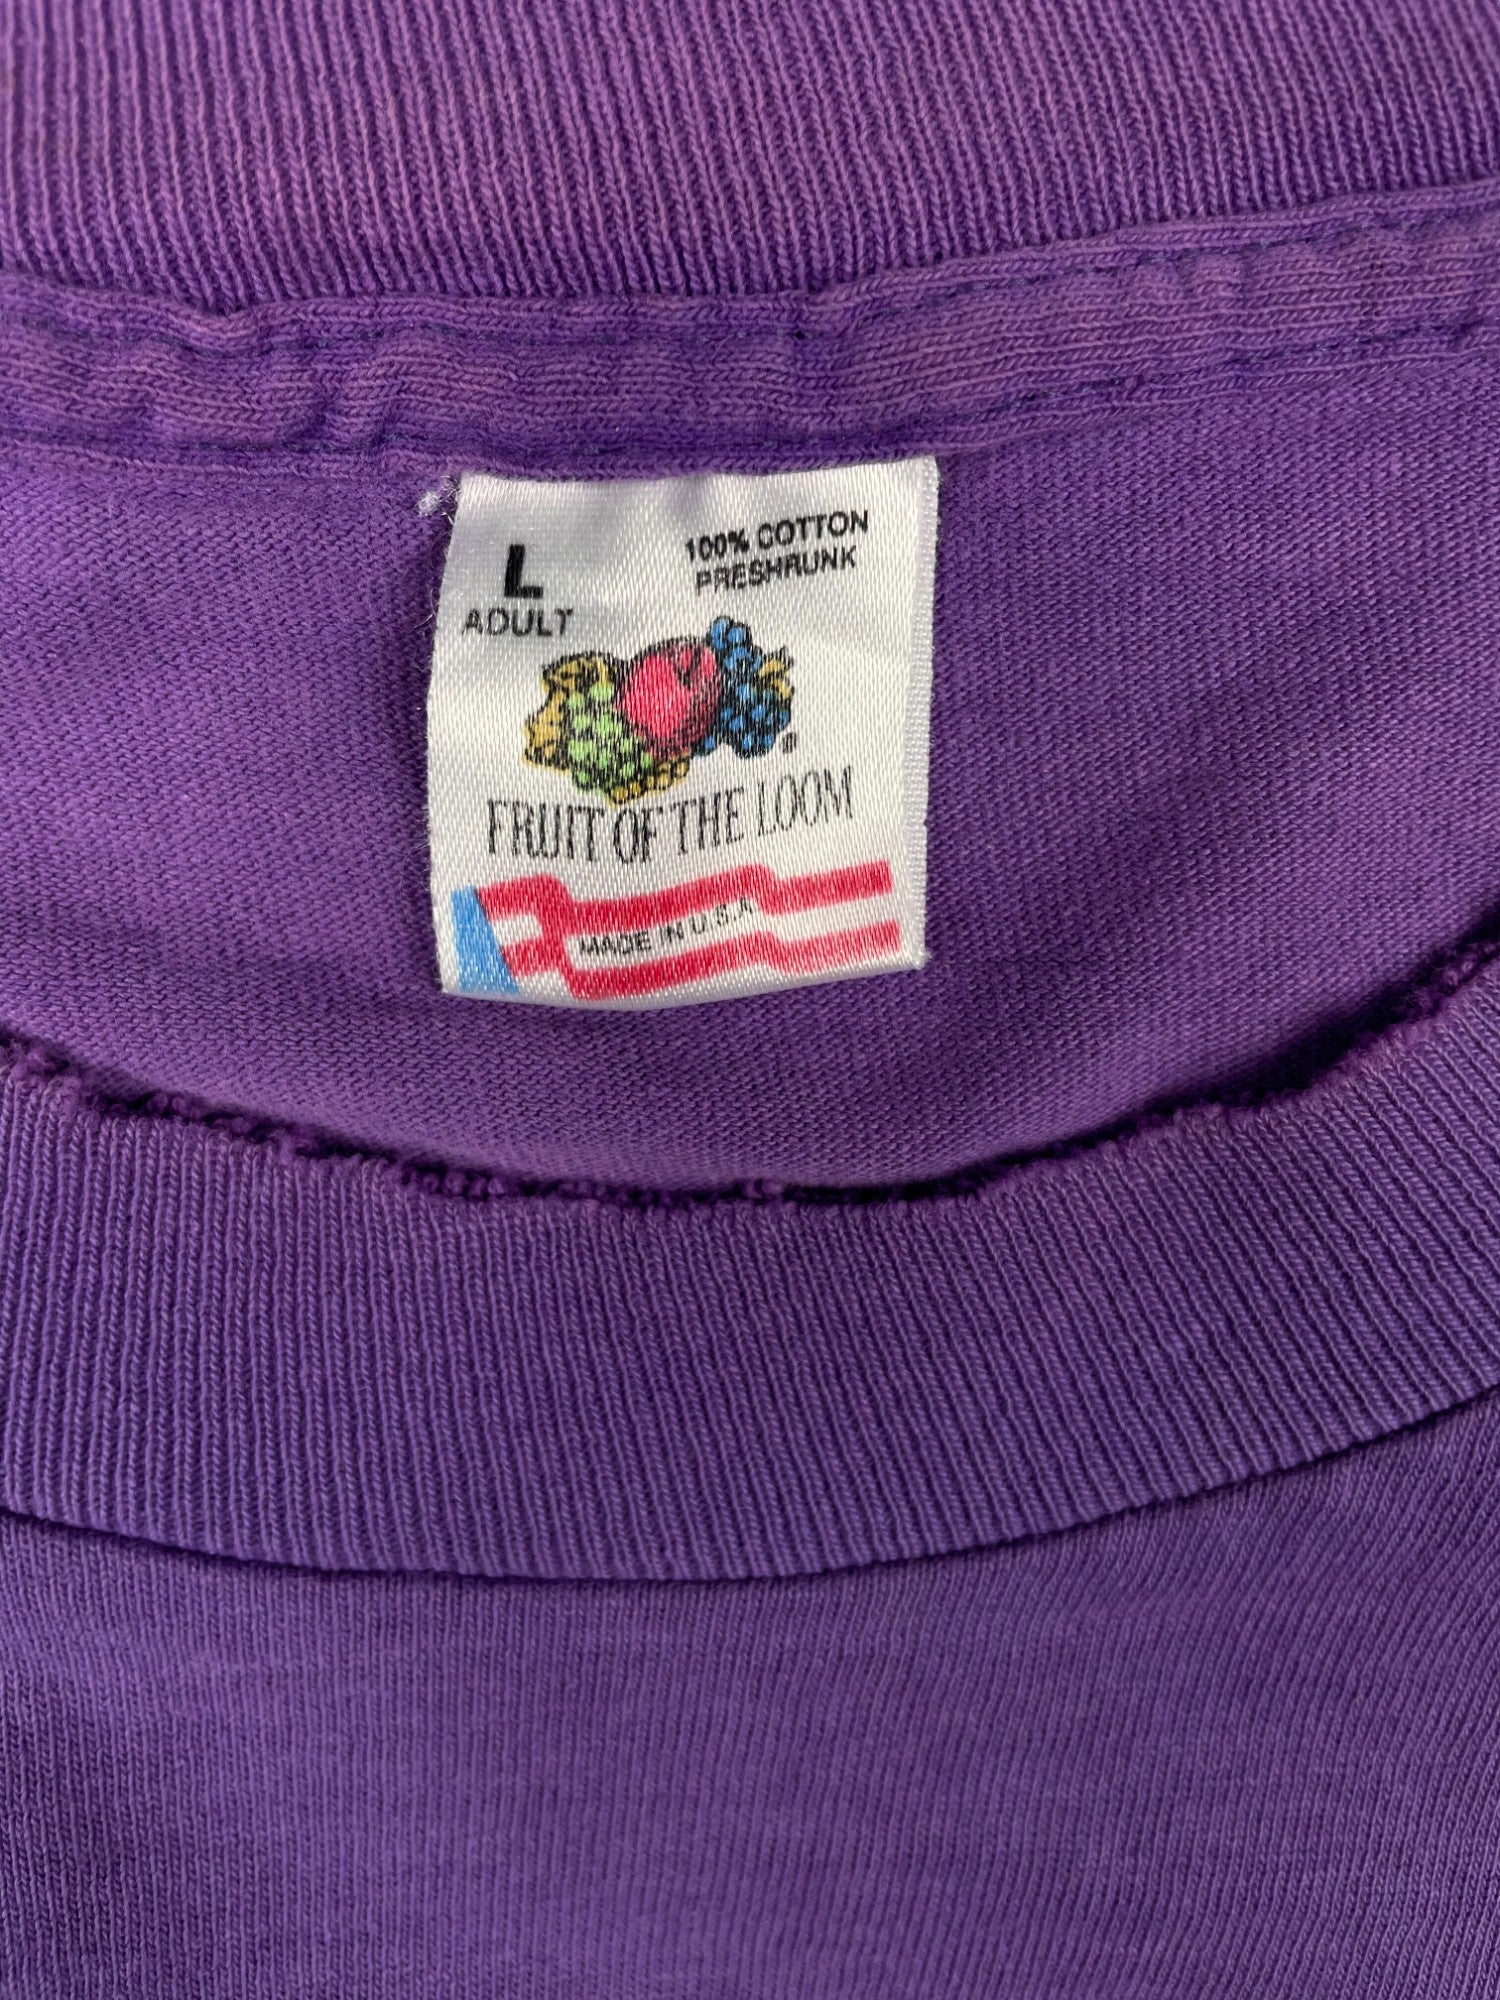 L
ADULT
100% COTTON
PRESHRUNK
®
FRUIT OF THE LOOM
MADE IN U.S.A